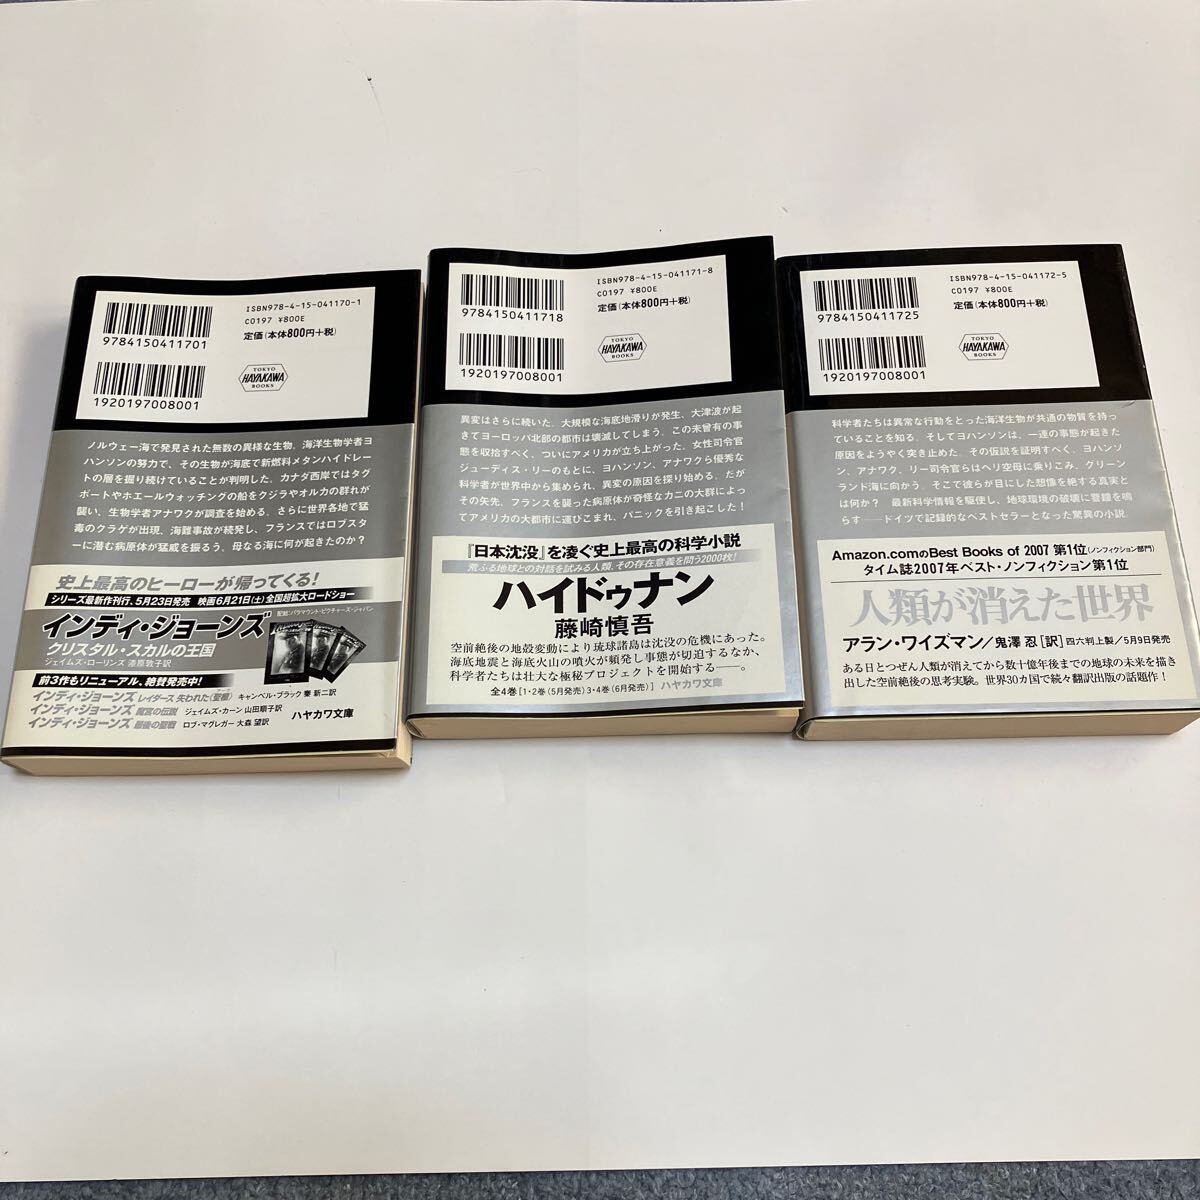 ISBN978-4-15-041170-1
C0197 ¥800E
定価(本体800円+税)
9784150411701
1920197008001
TOKYO
HAYAKAWA
BOOKS
ノルウェー海で発見された無数の異様な生物。海洋生物学者ヨ
ハンソンの努力で、その生物が海底で新燃料メタンハイドレー
トの層を掘り続けていることが判明した。カナダ西岸ではタグ
ボートやホエールウォッチングの船をクジラやオルカの群れが
襲い、生物学者アナワクが調査を始める。さらに世界各地で猛
毒のクラゲが出現、海難事故が続発し、フランスではロブスタ
ーに潜む病原体が猛威を振るう。母なる海に何が起きたのか?
史上最高のヒーローが帰ってくる!
シリーズ最新作刊行、5月23日発売 映画6月21日(土)全国超拡大ロードショー
配給:パラマウント・ピクチャーズ・ジャパン
インディ・ジョーンズ
クリスタル・スカルの王国
ジェイムズ・ローリンズ 漆原敦子訳
前3作もリニューアル、絶賛発売中!
インディ・ジョーンズ レイダース 失われた《聖櫃》 キャンベル・ブラック 秦 新二訳
インディ・ジョーンズ 魔宮の伝説 ジェイムズ・カーン 山田順子訳
インディ・ジョーンズ 最後の聖戦 ロブ・マグレガー 大森 望訳
ハヤカワ文庫
ISBN978-4-15-041171-8
C0197 ¥800E
定価(本体800円+税)
9784150411718
1920197008001
TOKYO
HAYAKAWA
BOOKS
異変はさらに続いた。大規模な海底地滑りが発生、大津波が起
きてヨーロッパ北部の都市は壊滅してしまう。この未曾有の事
態を収拾すべく、ついにアメリカが立ち上がった。女性司令官
ジューディス・リーのもとに、ヨハンソン、アナワクら優秀な
科学者が世界中から集められ、異変の原因を探り始める。だが
その矢先、フランスを襲った病原体が奇怪なカニの大群によっ
てアメリカの大都市に運びこまれ、パニックを引き起こした!
『日本沈没』を凌ぐ史上最高の科学小説
荒ぶる地球との対話を試みる人類、その存在意義を問う2000枚!
ハイドゥナン
藤崎慎吾
空前絶後の地殻変動により琉球諸島は沈没の危機にあった。
海底地震と海底火山の噴火が頻発し事態が切迫するなか、
科学者たちは壮大な極秘プロジェクトを開始する――。
全4巻[1・2巻(5月発売) 3・4巻(6月発売)] ハヤカワ文庫
ISBN978-4-15-041172-5
C0197 ¥800E
定価(本体800円+税)
9784150411725
1920197008001
TOKYO
HAYAKAWA
BOOKS
科学者たちは異常な行動をとった海洋生物が共通の物質を持っ
ていることを知る。そしてヨハンソンは、一連の事態が起きた
原因をようやく突き止めた。その仮説を証明すべく、ヨハンソ
ン、アナワク、リー司令官らはヘリ空母に乗りこみ、グリーン
ランド海に向かう。そこで彼らが目にした想像を絶する真実と
は何か? 最新科学情報を駆使し、地球環境の破壊に警鐘を鳴
らす――ドイツで記録的なベストセラーとなった驚異の小説
Amazon.comのBest Books of 2007 第1位(ノンフィクション部門)
タイム誌2007年ベスト・ノンフィクション第1位
人類が消えた世界
アラン・ワイズマン/鬼澤 忍[訳] 四六判上製/5月9日発売
ある日とつぜん人類が消えてから数十億年後までの地球の未来を描き
出した空前絶後の思考実験。世界30カ国で続々翻訳出版の話題作!